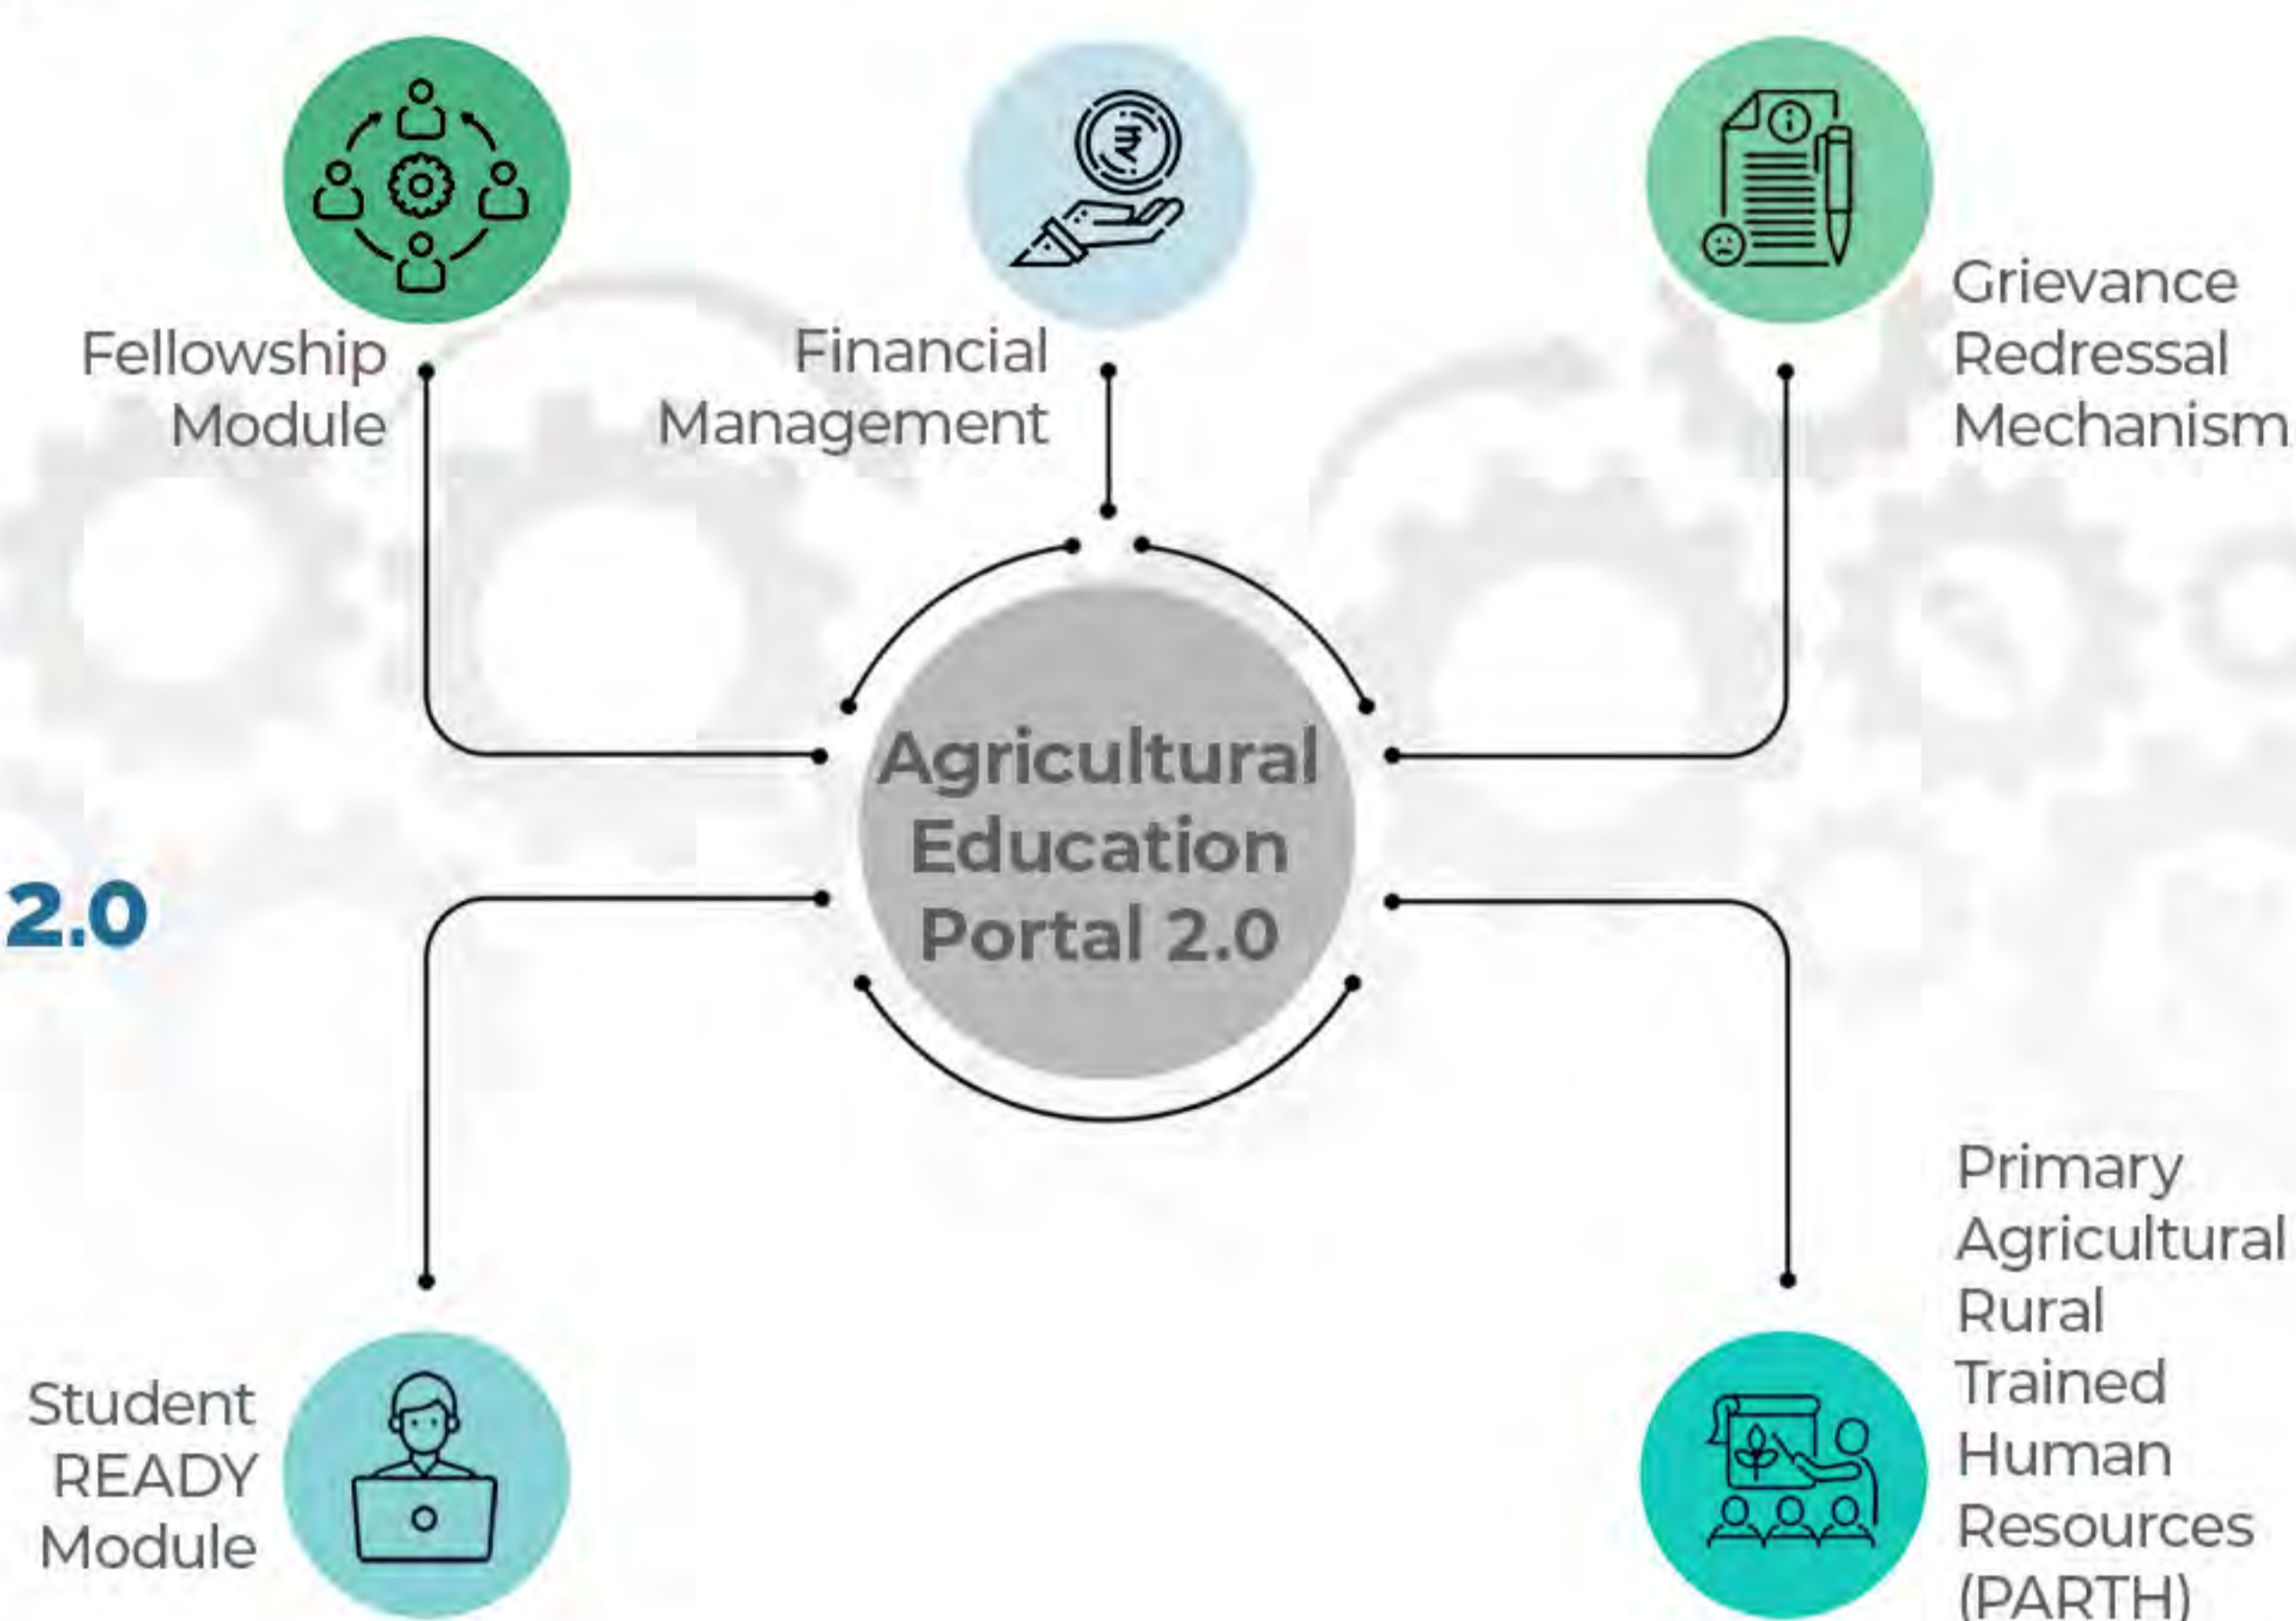 Fellowship
Module
Financial
Management
Grievance
Redressal
Mechanism
Agricultural
Education
Portal 2.0
2.0
Student
READY
Module
Primary
Agricultural
Rural
Trained
Human
Resources
(PARTH)